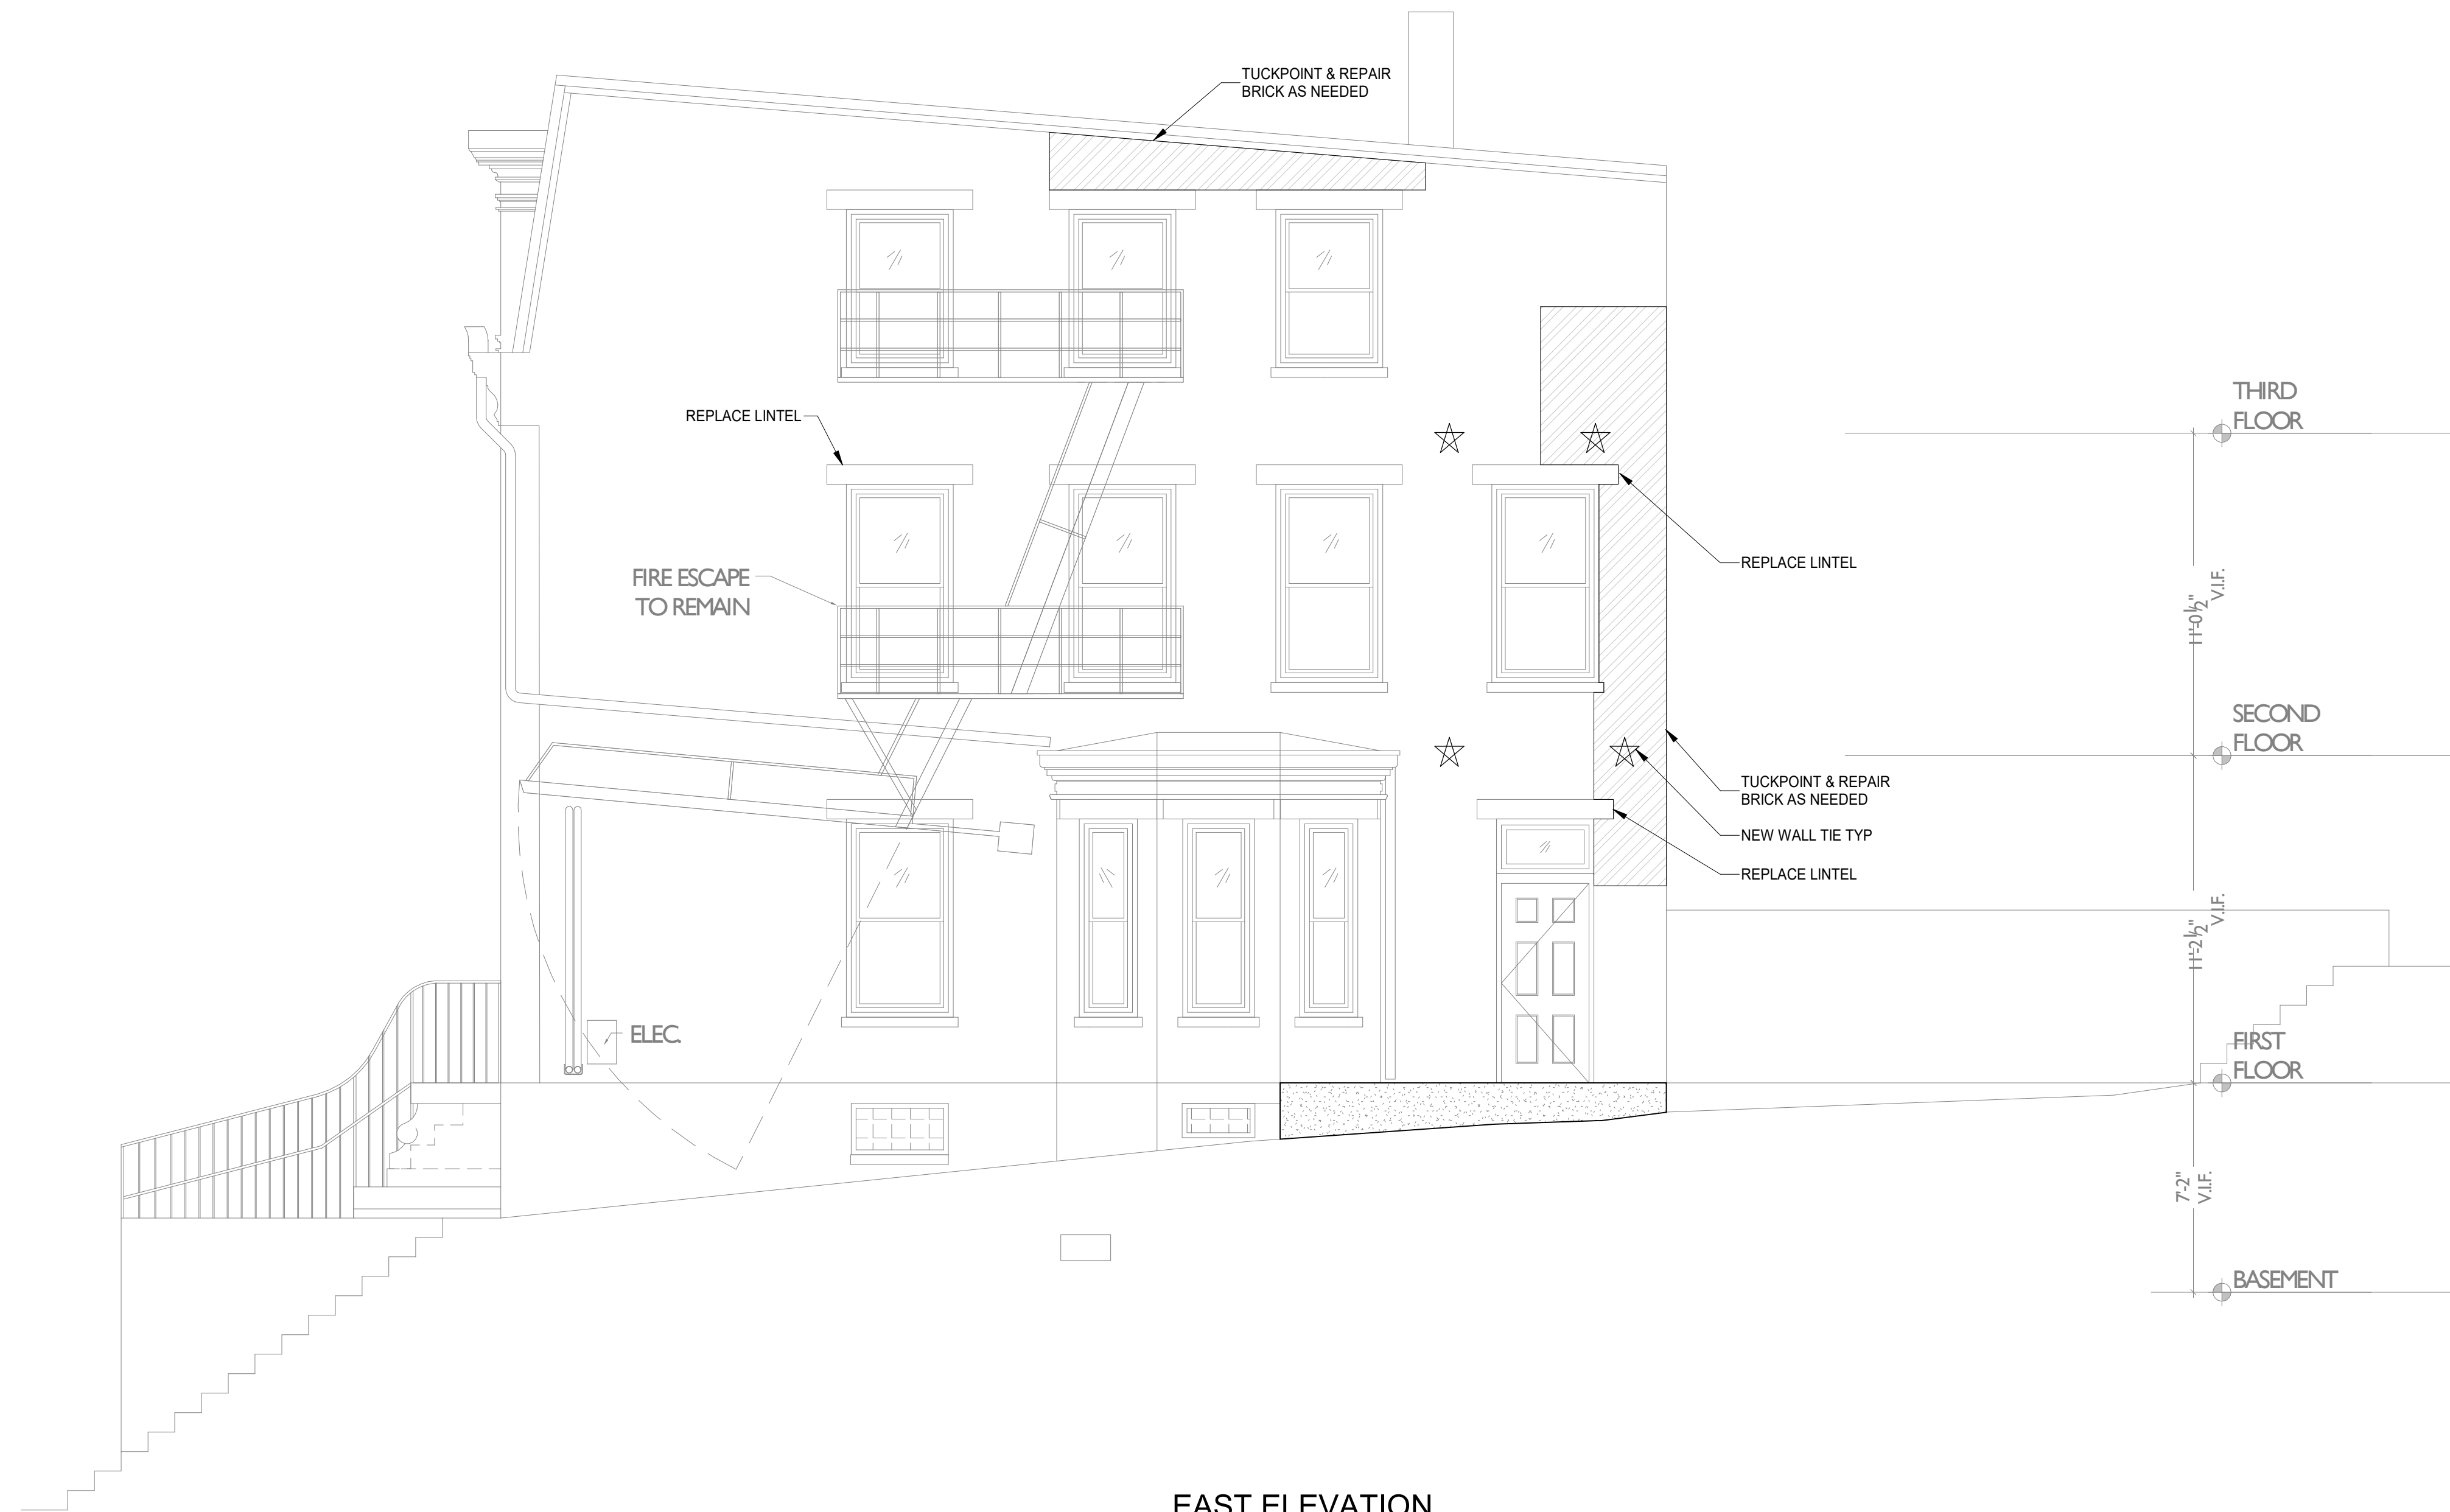 TUCKPOINT & REPAIR
BRICK AS NEEDED
THIRD
FLOOR
REPLACE LINTEL
REPLACE LINTEL
FIRE ESCAPE
TO REMAIN
11'-0½"
V.I.F.
SECOND
FLOOR
TUCKPOINT & REPAIR
BRICK AS NEEDED
NEW WALL TIE TYP
REPLACE LINTEL
11'-2½"
V.I.F.
ELEC.
FIRST
FLOOR
7'-2"
V.I.F.
BASEMENT
EAST ELEVATION